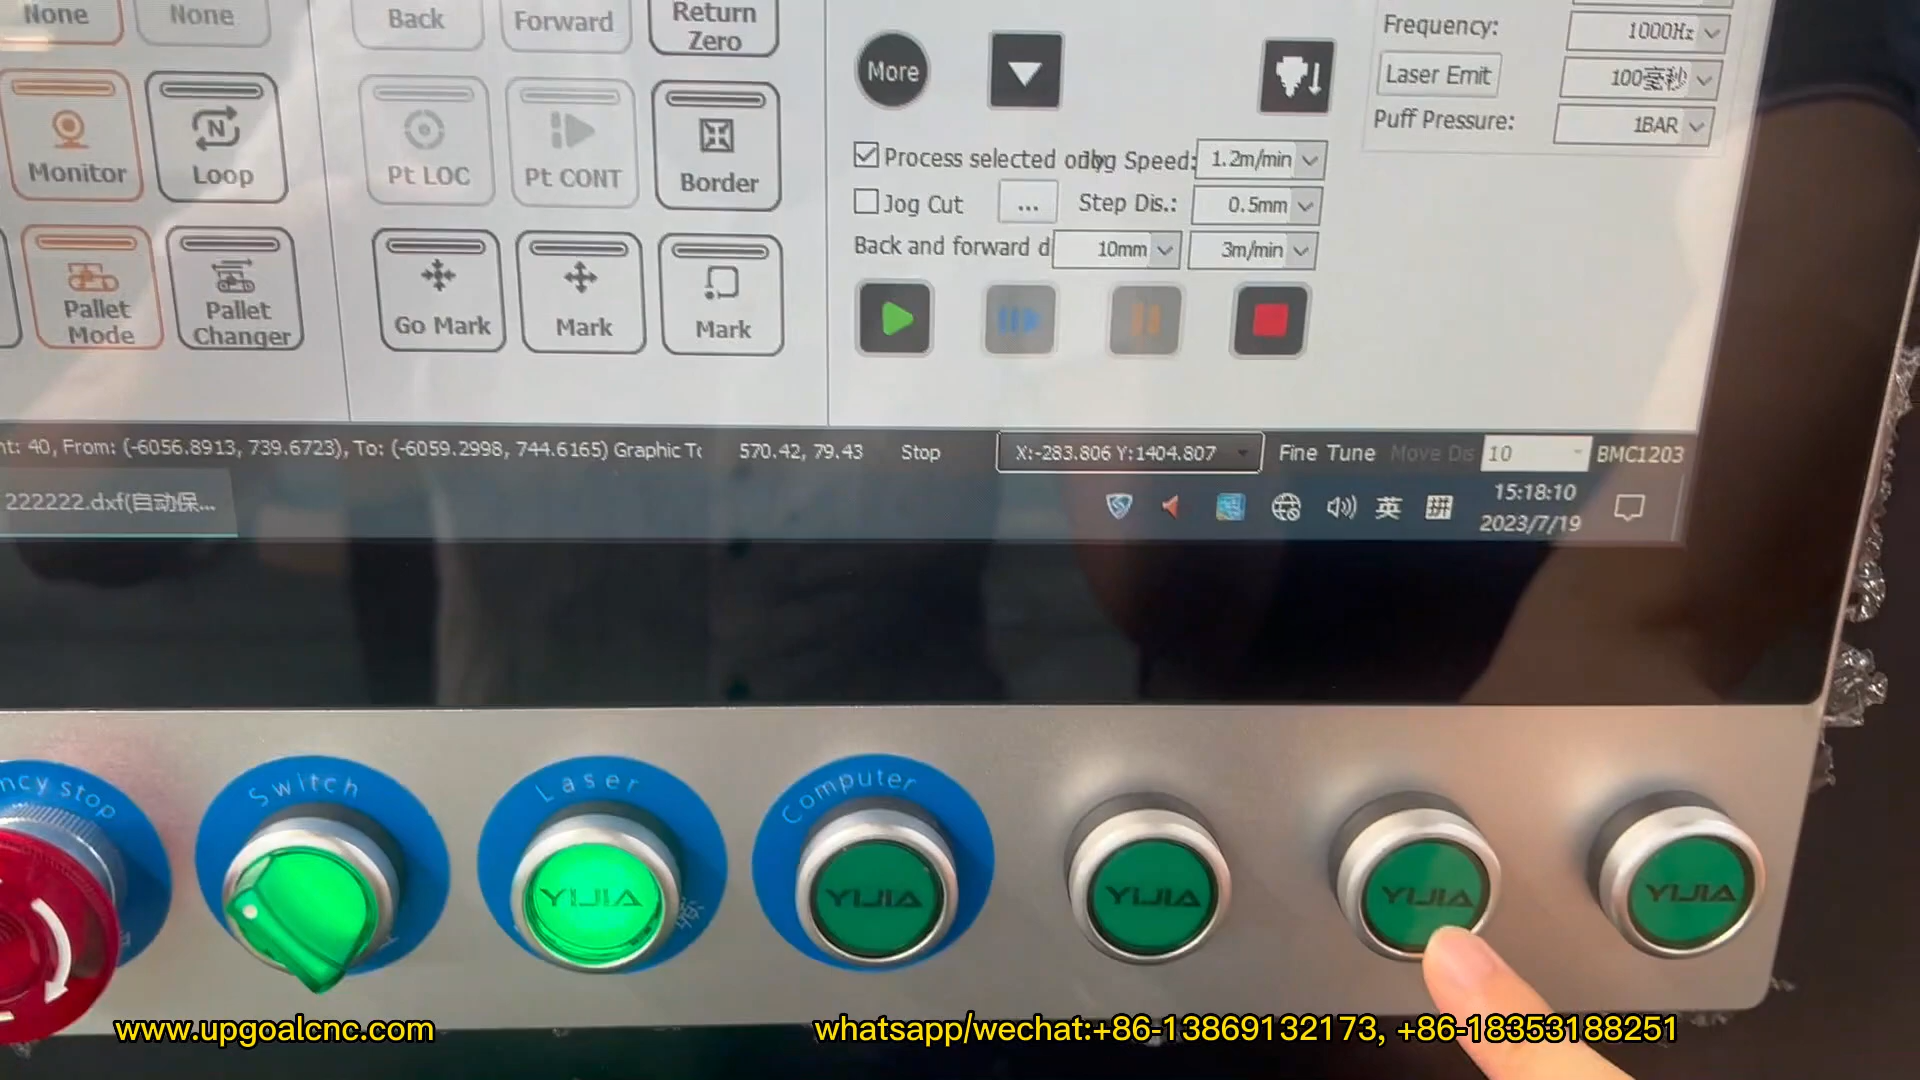 None
None
Back
Forward
Return
Zero
More
Frequency:
1000Hz
Monitor
Loop
Pt LOC
Pt CONT
Border
Laser Emit
100毫秒
Puff Pressure:
1BAR
Process selected only
Speed:
1.2m/min
Jog Cut
...
Step Dis.:
0.5mm
Back and forward d
10mm
3m/min
Pallet
Mode
Pallet
Changer
Go Mark
Mark
Mark
nt: 40, From: (-6056.8913, 739.6723), To: (-6059.2998, 744.6165) Graphic To
570.42, 79.43
Stop
X:-283.806 Y:1404.807
Fine Tune
Move Dis
10
BMC1203
222222.dxf(自动保...
英
拼
15:18:10
2023/7/19
ncy stop
Switch
Laser
Computer
YIJIA
YIJIA
YIJIA
YIJIA
YIJIA
www.upgoalcnc.com
whatsapp/wechat:+86-13869132173, +86-18353188251